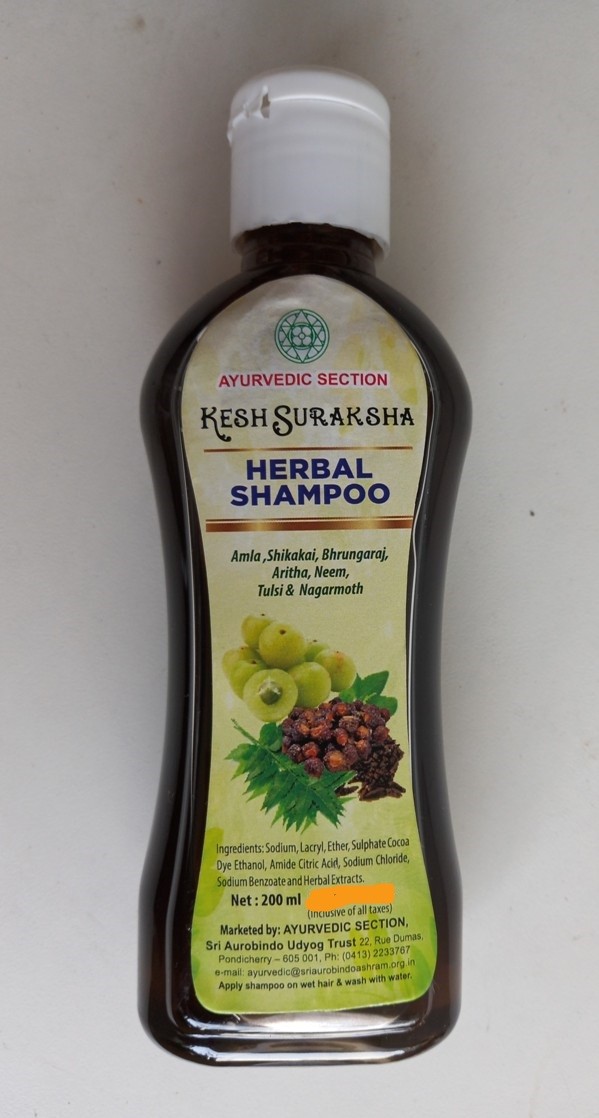 AYURVEDIC SECTION
KESH SURAKSHA
HERBAL
SHAMPOO
Amla ,Shikakai, Bhrungaraj,
Aritha, Neem,
Tulsi & Nagarmoth
Ingredients: Sodium, Lacryl, Ether, Sulphate Cocoa
Dye Ethanol, Amide Citric Acid, Sodium Chloride,
Sodium Benzoate and Herbal Extracts.
Net : 200 ml
(Inclusive of all taxes)
Marketed by: AYURVEDIC SECTION,
Sri Aurobindo Udyog Trust 22, Rue Dumas,
Pondicherry – 605 001, Ph: (0413) 2233767
e-mail: ayurvedic@sriaurobindoashram.org.in
Apply shampoo on wet hair & wash with water.